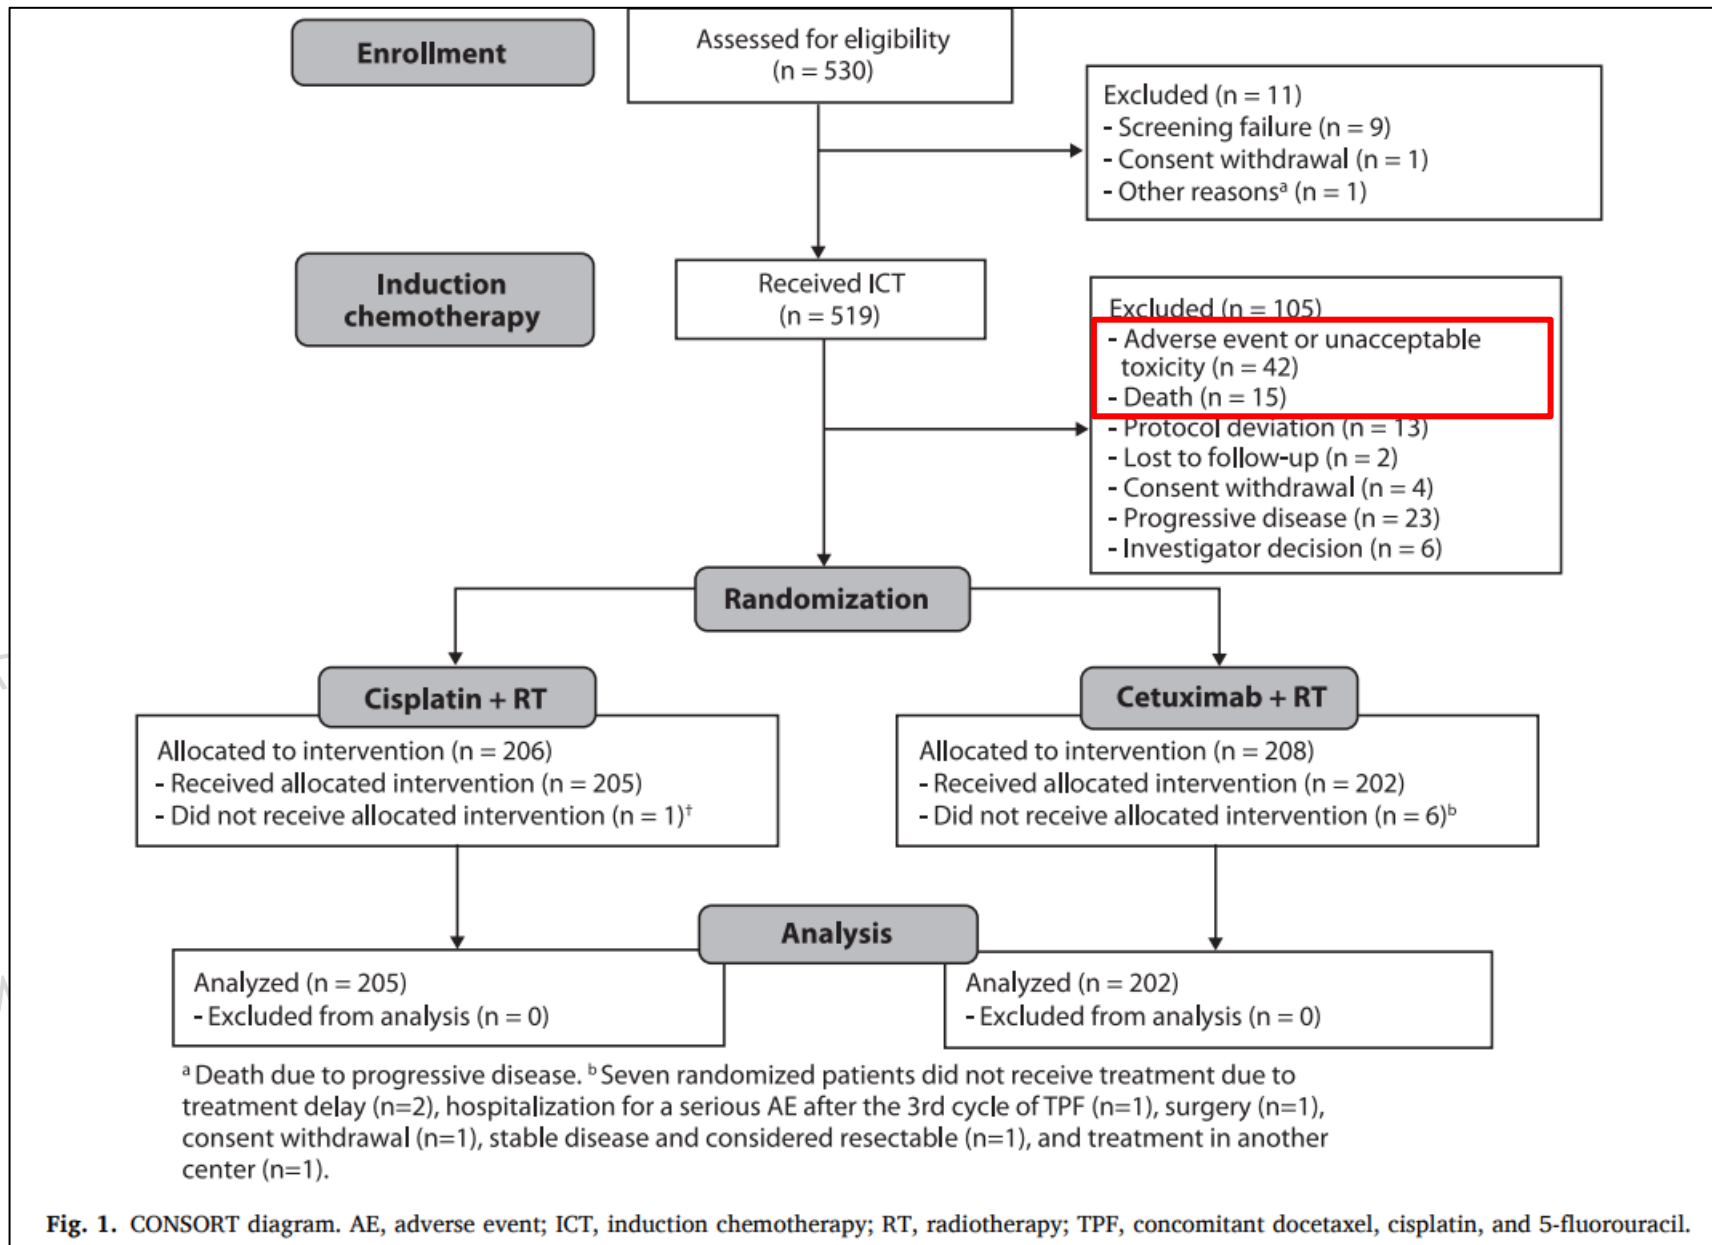 Enrollment
Assessed for eligibility
(n = 530)
Excluded (n = 11)
- Screening failure (n = 9)
- Consent withdrawal (n = 1)
- Other reasonsᵃ (n = 1)
Induction
chemotherapy
Received ICT
(n = 519)
Excluded (n = 105)
- Adverse event or unacceptable
toxicity (n = 42)
- Death (n = 15)
- Protocol deviation (n = 13)
- Lost to follow-up (n = 2)
- Consent withdrawal (n = 4)
- Progressive disease (n = 23)
- Investigator decision (n = 6)
Randomization
Cisplatin + RT
Allocated to intervention (n = 206)
- Received allocated intervention (n = 205)
- Did not receive allocated intervention (n = 1)†
Cetuximab + RT
Allocated to intervention (n = 208)
- Received allocated intervention (n = 202)
- Did not receive allocated intervention (n = 6)ᵇ
Analysis
Analyzed (n = 205)
- Excluded from analysis (n = 0)
Analyzed (n = 202)
- Excluded from analysis (n = 0)
ᵃ Death due to progressive disease. ᵇ Seven randomized patients did not receive treatment due to
treatment delay (n=2), hospitalization for a serious AE after the 3rd cycle of TPF (n=1), surgery (n=1),
consent withdrawal (n=1), stable disease and considered resectable (n=1), and treatment in another
center (n=1).
Fig. 1. CONSORT diagram. AE, adverse event; ICT, induction chemotherapy; RT, radiotherapy; TPF, concomitant docetaxel, cisplatin, and 5-fluorouracil.